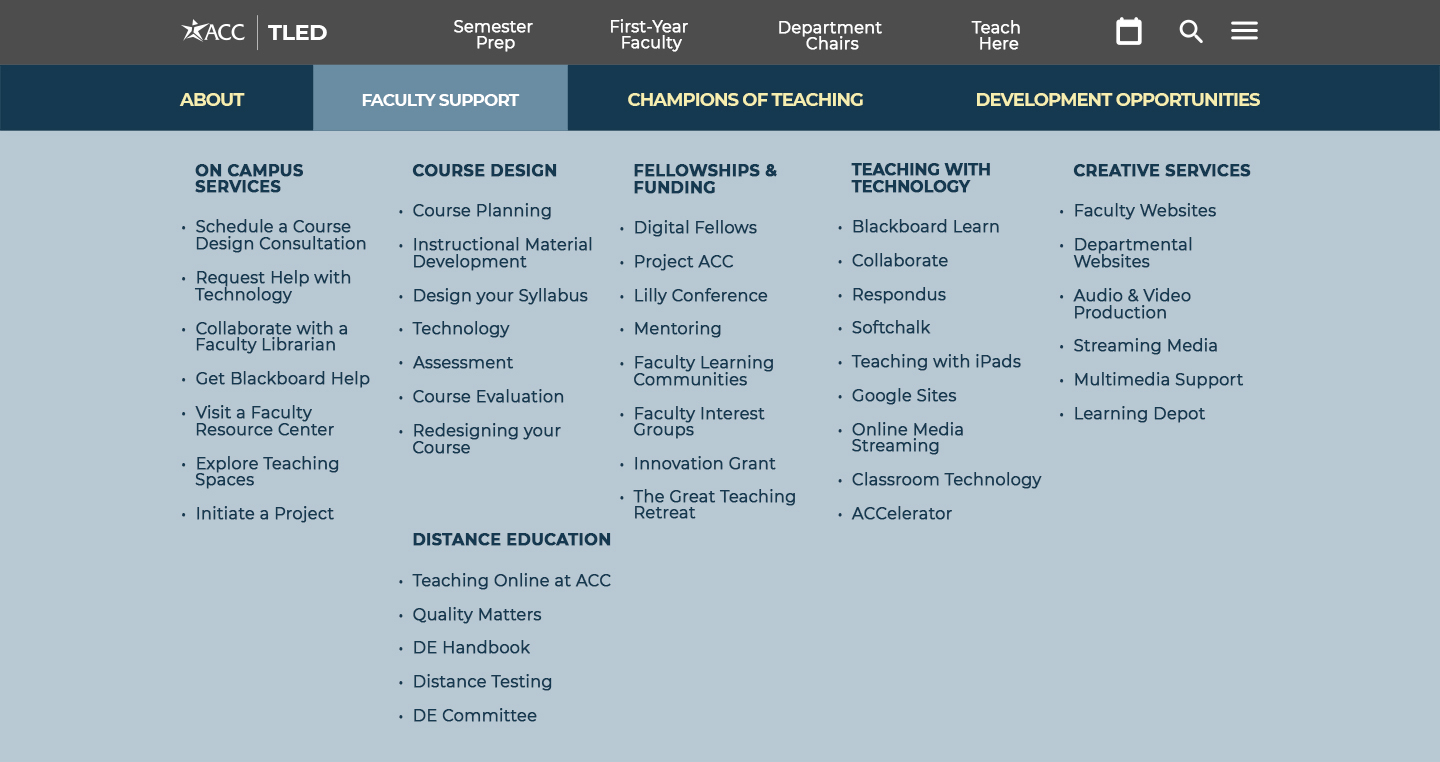 ACC TLED
Semester
Prep
First-Year
Faculty
Department
Chairs
Teach
Here
ABOUT
FACULTY SUPPORT
CHAMPIONS OF TEACHING
DEVELOPMENT OPPORTUNITIES
ON CAMPUS
SERVICES
• Schedule a Course
Design Consultation
• Request Help with
Technology
• Collaborate with a
Faculty Librarian
• Get Blackboard Help
• Visit a Faculty
Resource Center
• Explore Teaching
Spaces
• Initiate a Project
COURSE DESIGN
• Course Planning
• Instructional Material
Development
• Design your Syllabus
• Technology
• Assessment
• Course Evaluation
• Redesigning your
Course
DISTANCE EDUCATION
• Teaching Online at ACC
• Quality Matters
• DE Handbook
• Distance Testing
• DE Committee
FELLOWSHIPS &
FUNDING
• Digital Fellows
• Project ACC
• Lilly Conference
• Mentoring
• Faculty Learning
Communities
• Faculty Interest
Groups
• Innovation Grant
• The Great Teaching
Retreat
TEACHING WITH
TECHNOLOGY
• Blackboard Learn
• Collaborate
• Respondus
• Softchalk
• Teaching with iPads
• Google Sites
• Online Media
Streaming
• Classroom Technology
• ACCelerator
CREATIVE SERVICES
• Faculty Websites
• Departmental
Websites
• Audio & Video
Production
• Streaming Media
• Multimedia Support
• Learning Depot